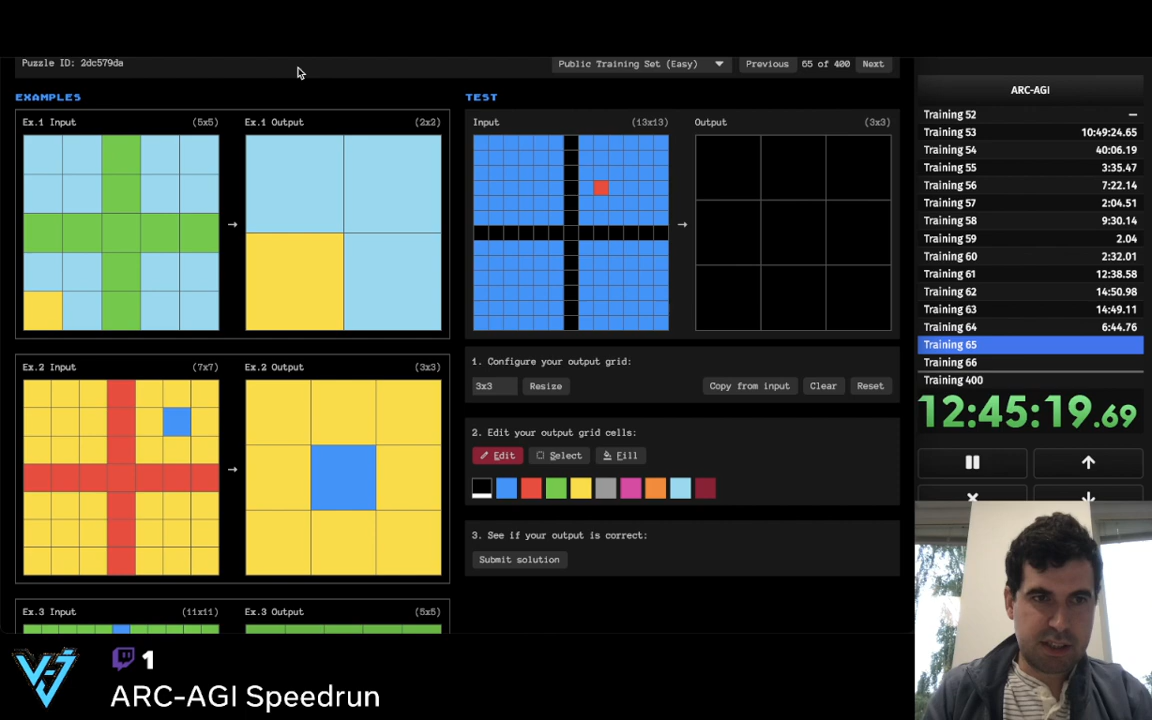 Puzzle ID: 2dc579da
Public Training Set (Easy)
Previous
65 of 400
Next
EXAMPLES
Ex.1 Input
(5x5)
Ex.1 Output
(2x2)
→
Ex.2 Input
(7x7)
Ex.2 Output
(3x3)
→
Ex.3 Input
(11x11)
Ex.3 Output
(5x5)
TEST
Input
(13x13)
Output
(3x3)
→
1. Configure your output grid:
3x3
Resize
Copy from input
Clear
Reset
2. Edit your output grid cells:
Edit
Select
Fill
3. See if your output is correct:
Submit solution
ARC-AGI
Training 52 —
Training 53 10:49:24.65
Training 54 40:06.19
Training 55 3:35.47
Training 56 7:22.14
Training 57 2:04.51
Training 58 9:30.14
Training 59 2.04
Training 60 2:32.01
Training 61 12:38.58
Training 62 14:50.98
Training 63 14:49.11
Training 64 6:44.76
Training 65
Training 66
Training 400
12:45:19.69
1
ARC-AGI Speedrun